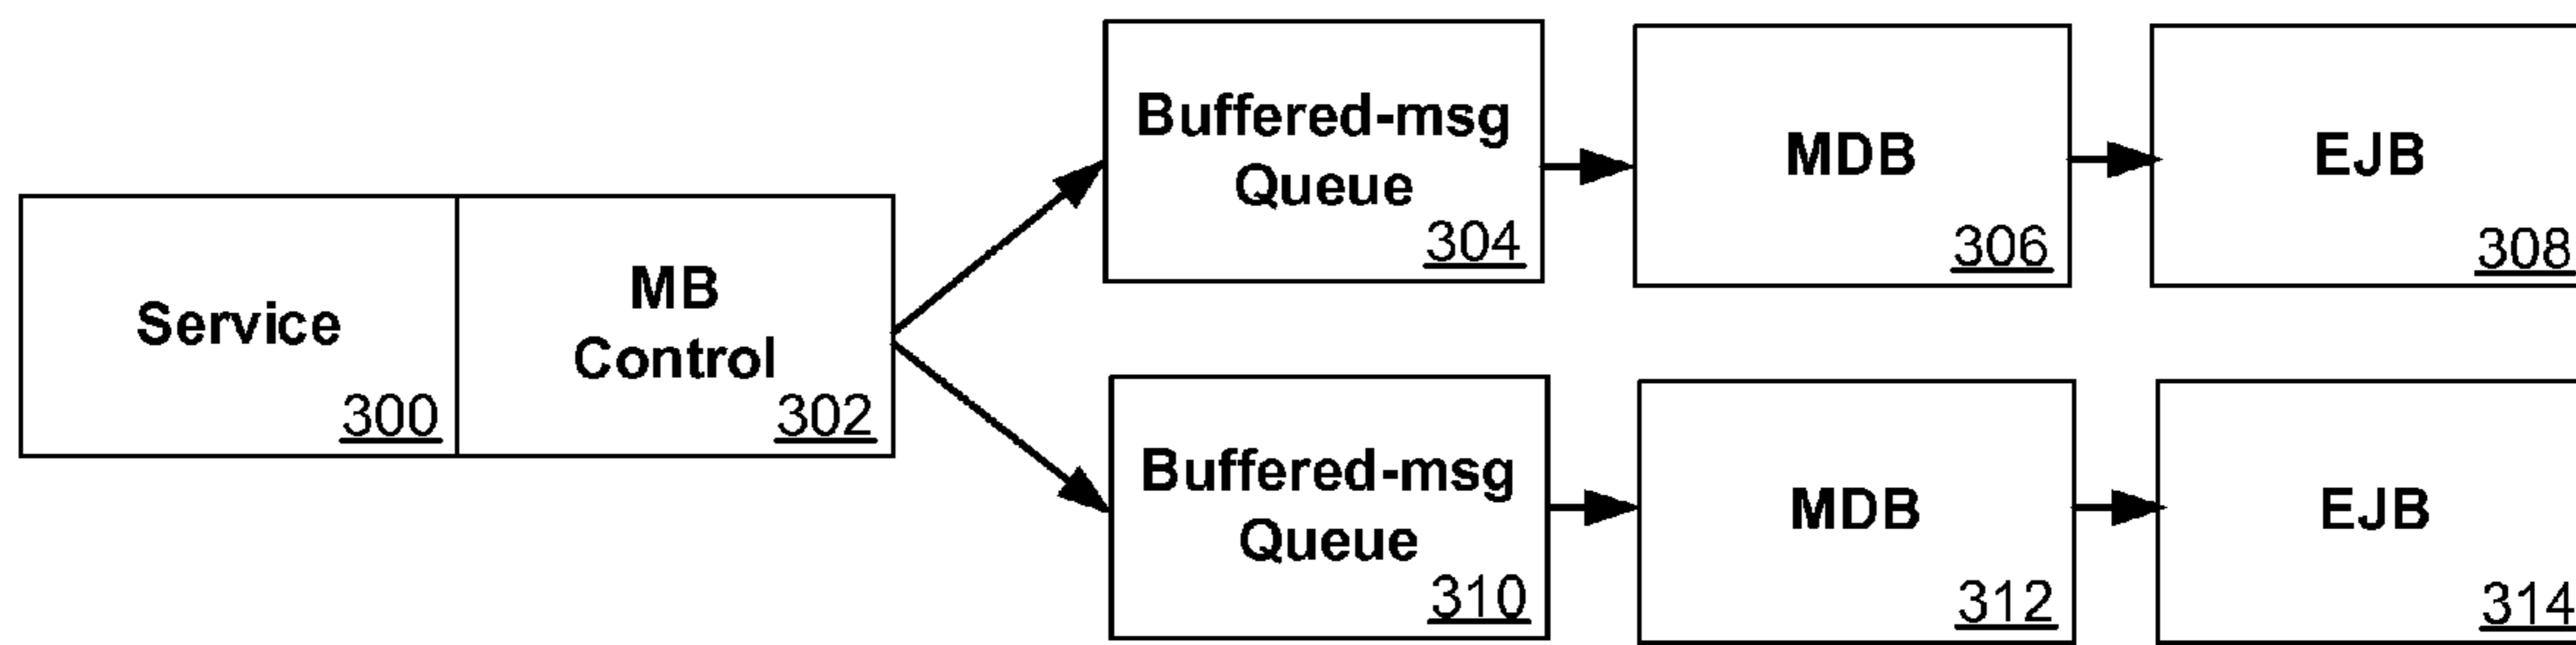 Service
300
MB
Control
302
Buffered-msg
Queue
304
MDB
306
EJB
308
Buffered-msg
Queue
310
MDB
312
EJB
314